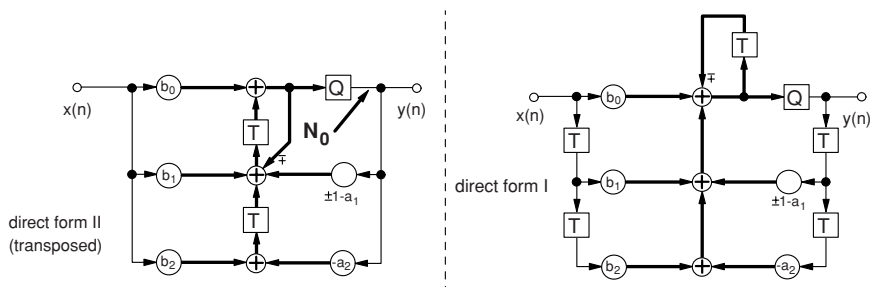 b0
Q
x(n)
y(n)
T
N0
∓
b1
±1-a1
direct form II
(transposed)
T
b2
-a2
T
∓
b0
Q
x(n)
y(n)
T
T
direct form I
b1
±1-a1
T
T
b2
-a2